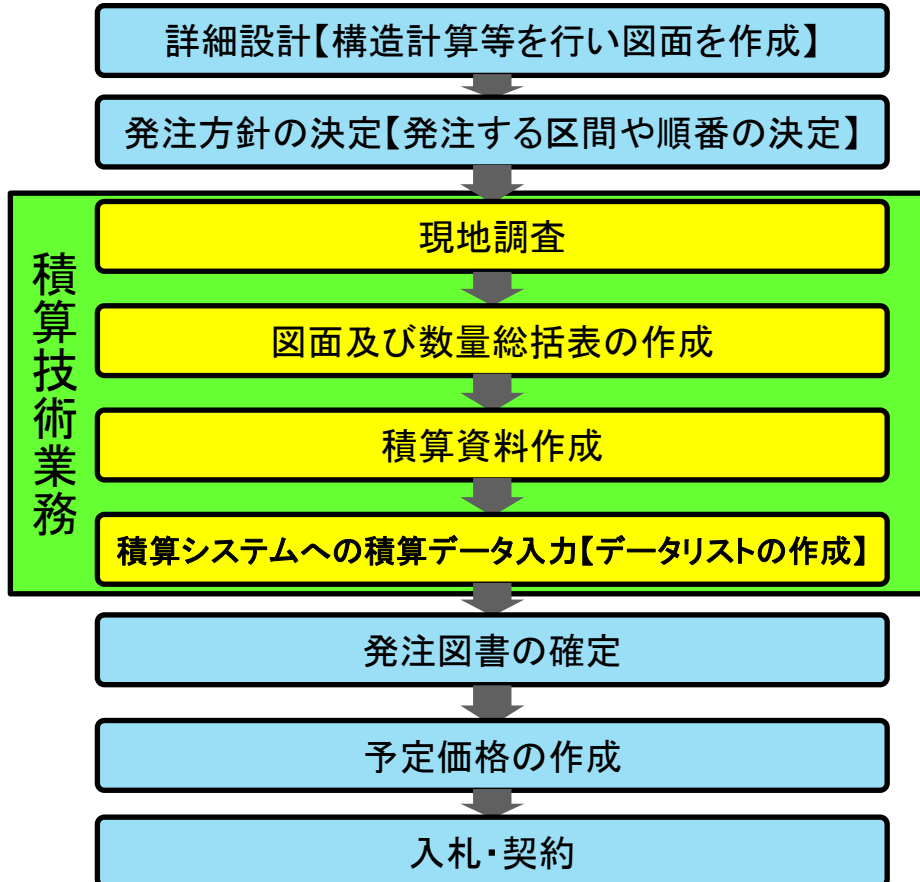 詳細設計【構造計算等を行い図面を作成】
発注方針の決定【発注する区間や順番の決定】
積算技術業務
現地調査
図面及び数量総括表の作成
積算資料作成
積算システムへの積算データ入力【データリストの作成】
発注図書の確定
予定価格の作成
入札・契約